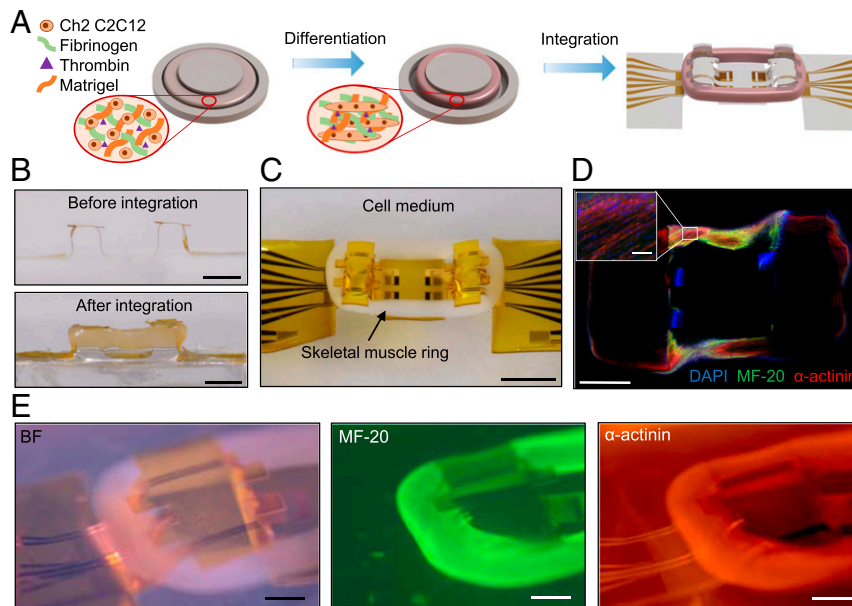 A
Ch2 C2C12
Fibrinogen
Thrombin
Matrigel
Differentiation
Integration
B
Before integration
After integration
C
Cell medium
Skeletal muscle ring
D
DAPI MF-20 α-actinin
E
BF
MF-20
α-actinin